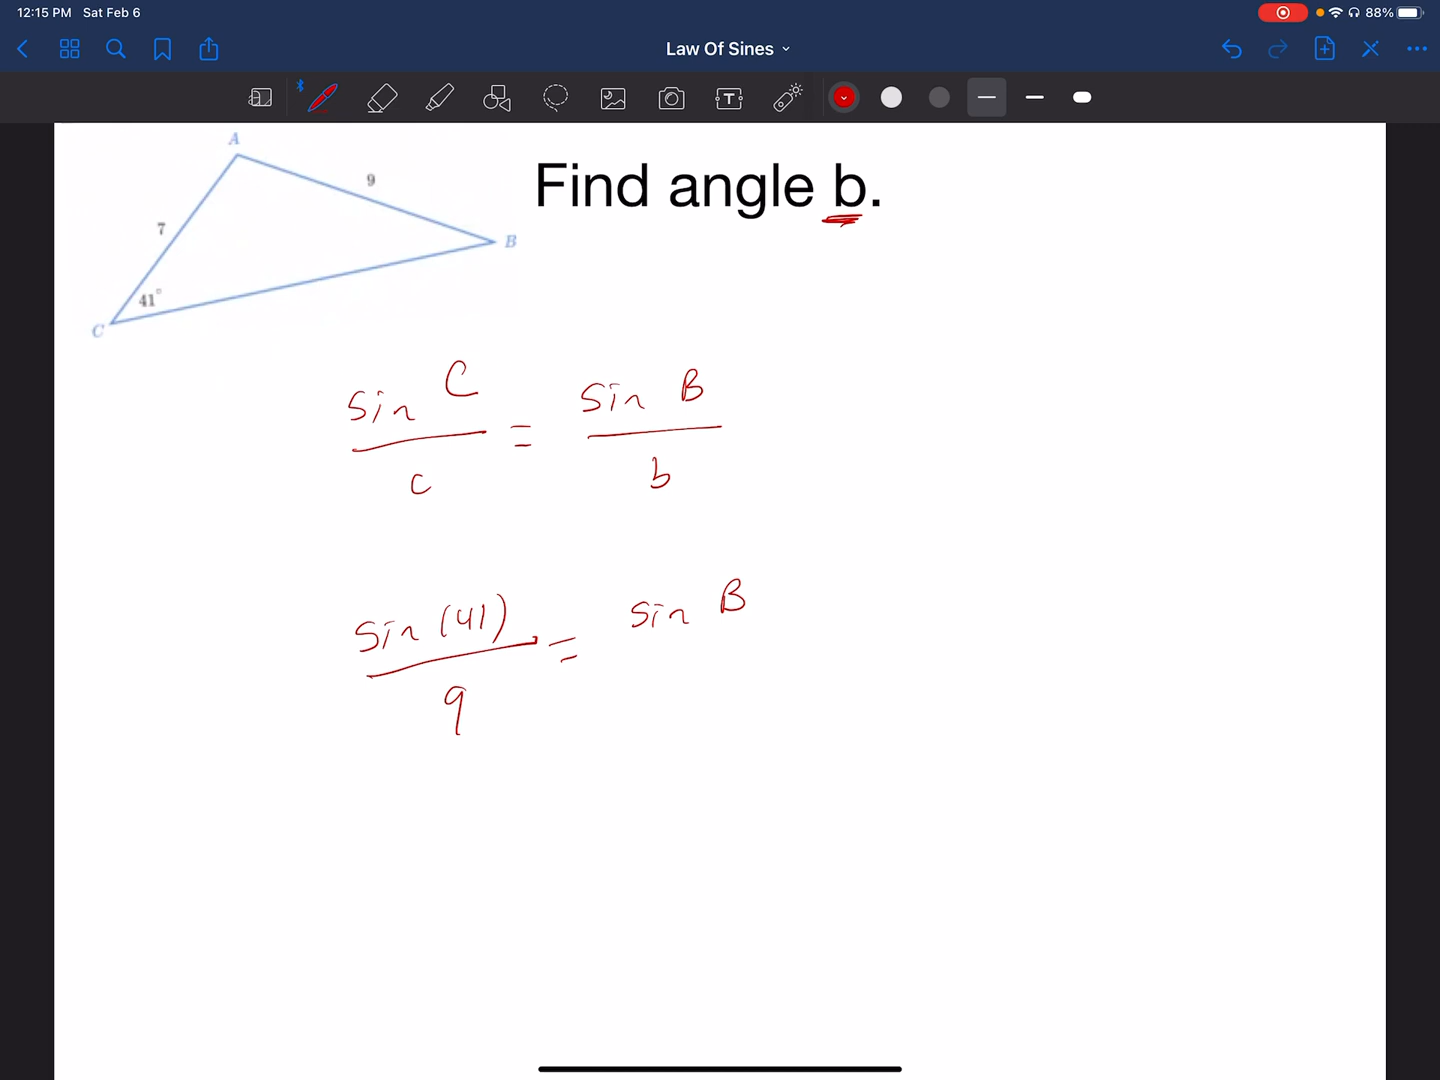 12:15 PM Sat Feb 6
88%
Law Of Sines
T
A
9
Find angle b.
7
B
41°
C
sin C / c = sin B / b
sin (41) / 9 = sin B